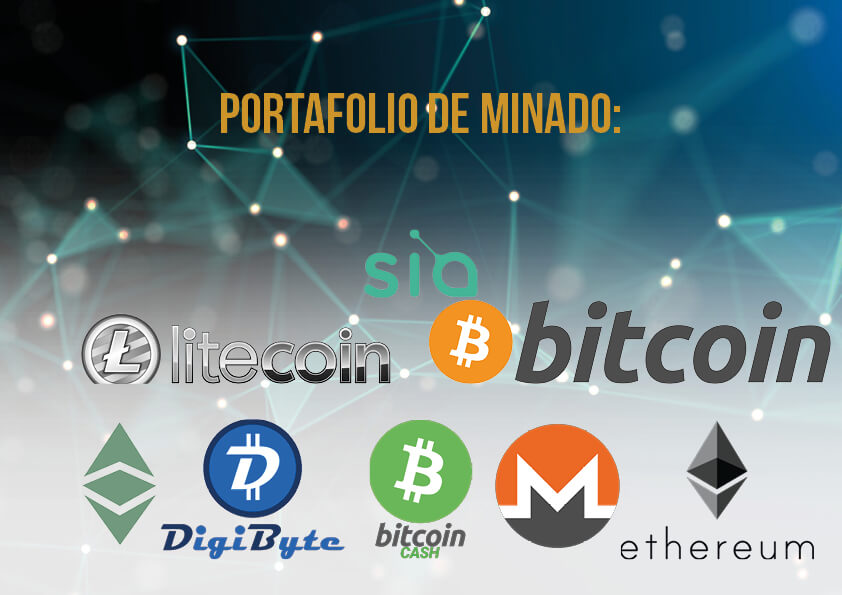 PORTAFOLIO DE MINADO:
sia
litecoin
bitcoin
DigiByte
bitcoin
CASH
ethereum